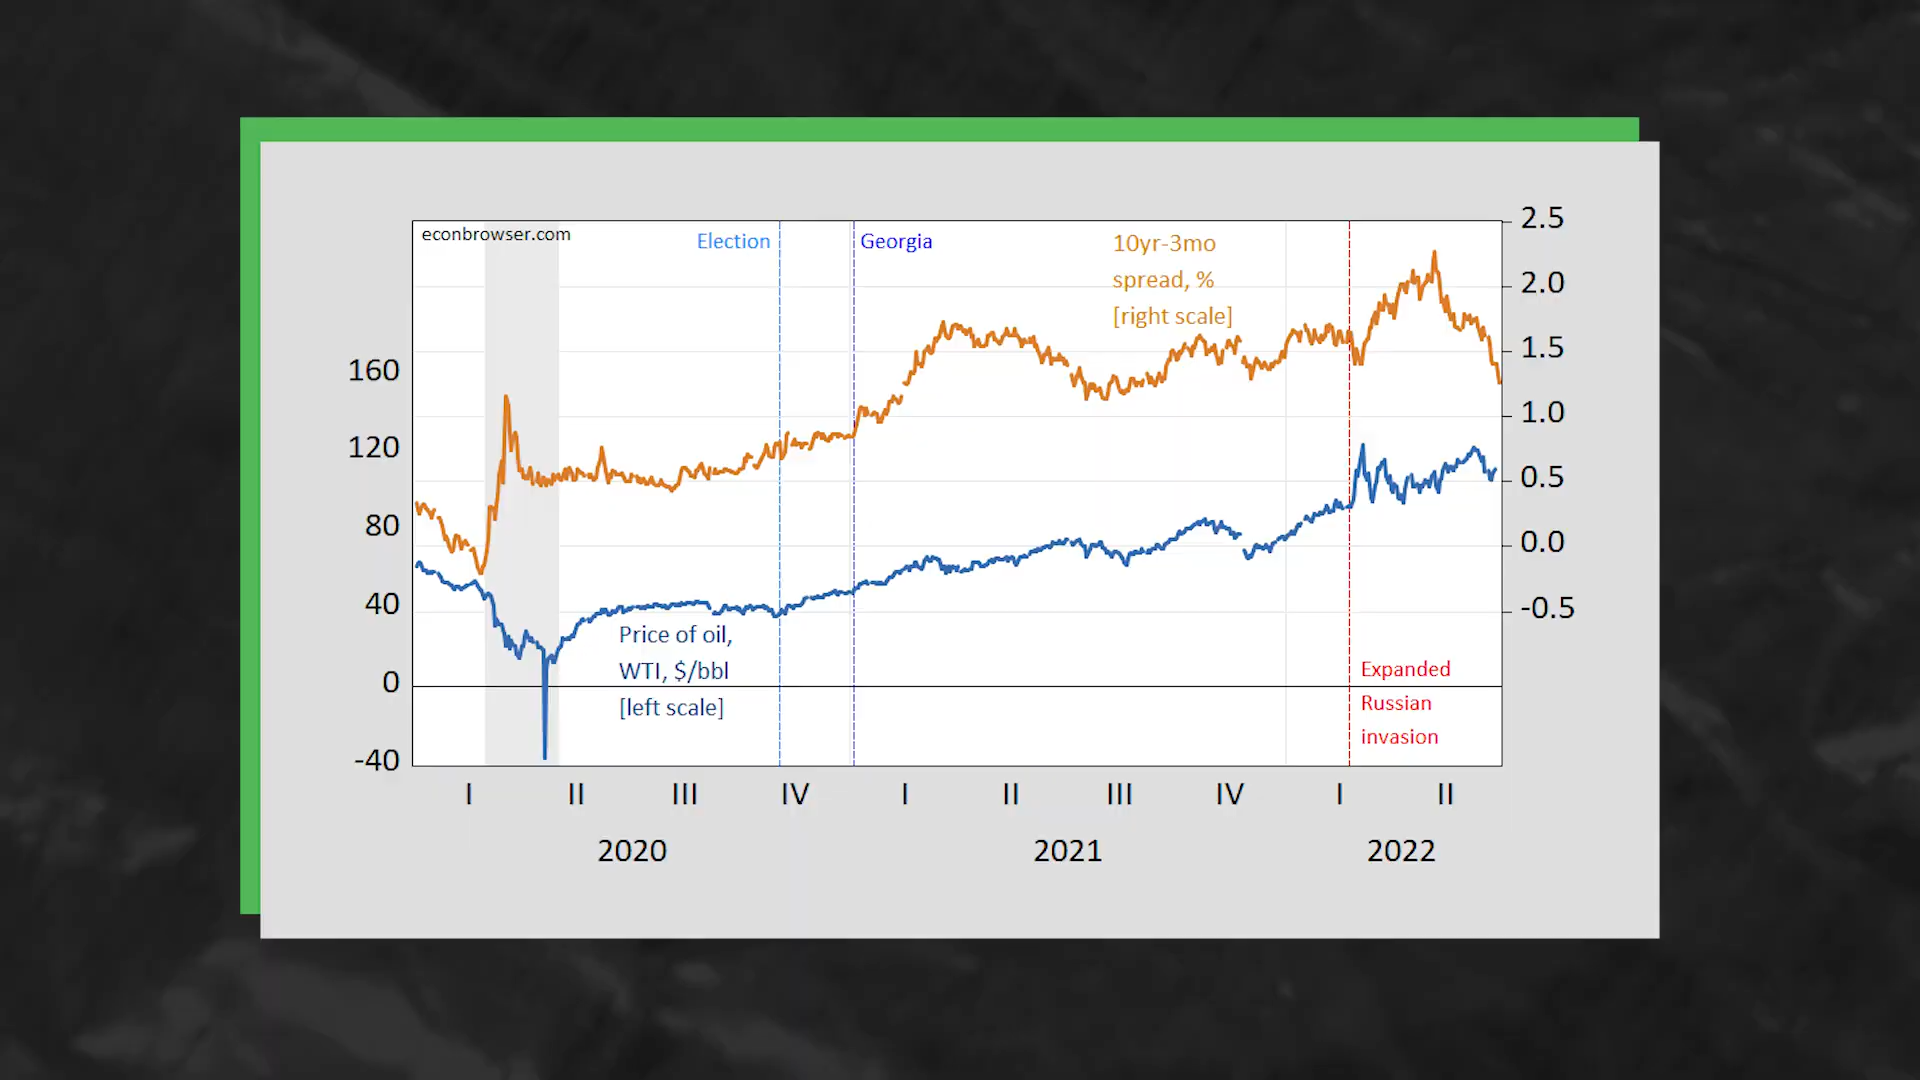 econbrowser.com
Election
Georgia
10yr-3mo
spread, %
[right scale]
2.5
2.0
1.5
1.0
0.5
0.0
-0.5
160
120
80
40
0
-40
Price of oil,
WTI, $/bbl
[left scale]
Expanded
Russian
invasion
I II III IV I II III IV I II
2020 2021 2022